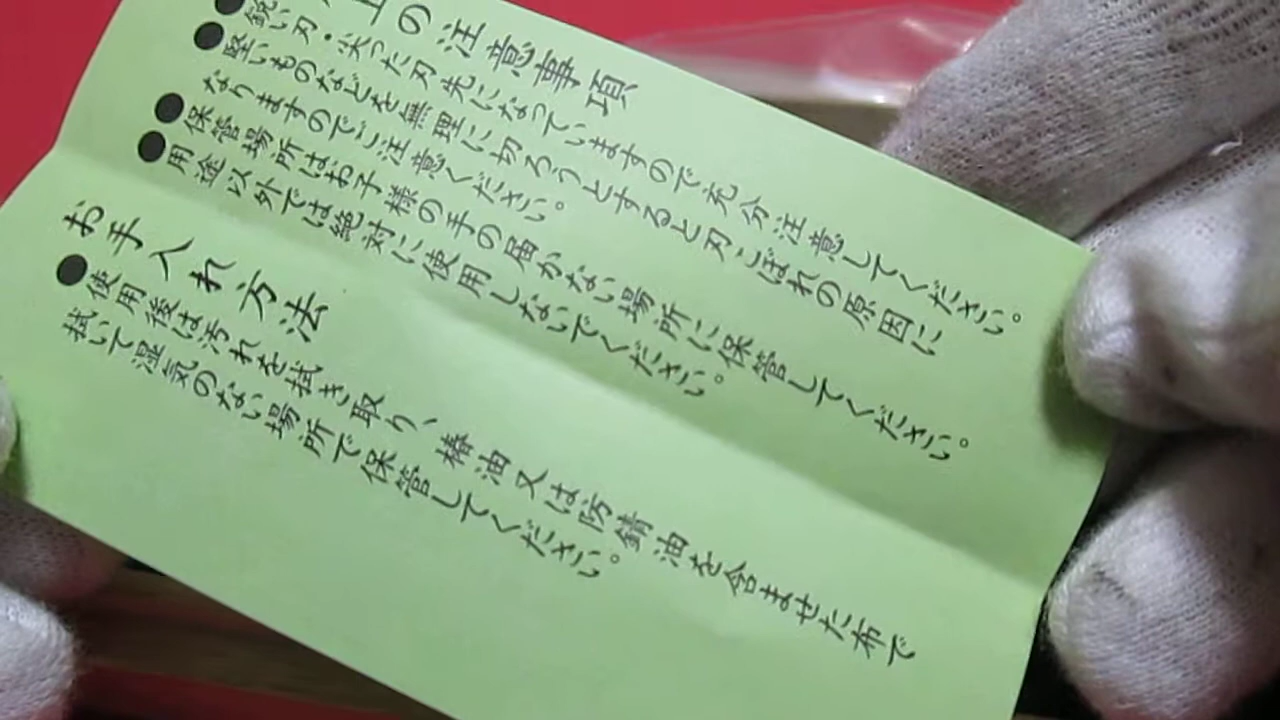 上の注意事項
●鋭い刃・尖った刃先になっていますので充分注意してください。
●堅いものなどを無理に切ろうとすると刃こぼれの原因に
なりますのでご注意ください。
●保管場所はお子様の手の届かない場所に保管してください。
●用途以外では絶対に使用しないでください。
お手入れ方法
●使用後は汚れを拭き取り、椿油又は防錆油を含ませた布で
拭いて湿気のない場所で保管してください。